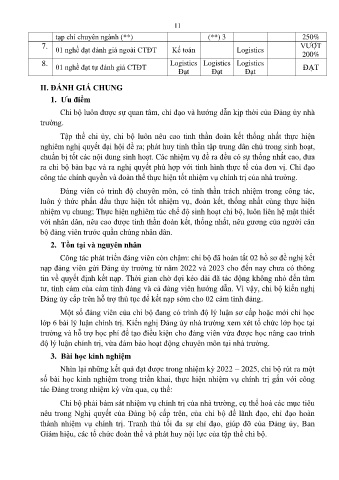 11
tạp chí chuyên ngành (**) (**) 3 250%
7. 01 nghề đạt đánh giá ngoài CTĐT Kế toán Logistics VƯỢT 200%
8. 01 nghề đạt tự đánh giá CTĐT Logistics Đạt Logistics Đạt Logistics Đạt ĐẠT
II. ĐÁNH GIÁ CHUNG
1. Ưu điểm
Chi bộ luôn được sự quan tâm, chỉ đạo và hướng dẫn kịp thời của Đảng ủy nhà
trường.
Tập thể chi ủy, chi bộ luôn nêu cao tinh thần đoàn kết thống nhất thực hiện
nghiêm nghị quyết đại hội đề ra; phát huy tinh thần tập trung dân chủ trong sinh hoạt,
chuẩn bị tốt các nội dung sinh hoạt. Các nhiệm vụ đề ra đều có sự thống nhất cao, đưa
ra chi bộ bàn bạc và ra nghị quyết phù hợp với tình hình thực tế của đơn vị. Chỉ đạo
công tác chính quyền và đoàn thể thực hiện tốt nhiệm vụ chính trị của nhà trường.
Đảng viên có trình độ chuyên môn, có tinh thần trách nhiệm trong công tác,
luôn ý thức phấn đấu thực hiện tốt nhiệm vụ, đoàn kết, thống nhất cùng thực hiện
nhiệm vụ chung; Thực hiện nghiêm túc chế độ sinh hoạt chi bộ, luôn liên hệ mật thiết
với nhân dân, nêu cao được tinh thần đoàn kết, thống nhất, nêu gương của người cán
bộ đảng viên trước quần chúng nhân dân.
2. Tồn tại và nguyên nhân
Công tác phát triển đảng viên còn chậm: chi bộ đã hoàn tất 02 hồ sơ đề nghị kết
nạp đảng viên gửi Đảng ủy trường từ năm 2022 và 2023 cho đến nay chưa có thông
tin về quyết định kết nạp. Thời gian chờ đợi kéo dài đã tác động không nhỏ đến tâm
tư, tình cảm của cảm tình đảng và cả đảng viên hướng dẫn. Vì vậy, chi bộ kiến nghị
Đảng ủy cấp trên hỗ trợ thủ tục để kết nạp sớm cho 02 cảm tình đảng.
Một số đảng viên của chi bộ đang có trình độ lý luận sơ cấp hoặc mới chỉ học
lớp 6 bài lý luận chính trị. Kiến nghị Đảng ủy nhà trường xem xét tổ chức lớp học tại
trường và hỗ trợ học phí để tạo điều kiện cho đảng viên vừa được học nâng cao trình
độ lý luận chính trị, vừa đảm bảo hoạt động chuyên môn tại nhà trường.
3. Bài học kinh nghiệm
Nhìn lại những kết quả đạt được trong nhiệm kỳ 2022 – 2025, chi bộ rút ra một
số bài học kinh nghiệm trong triển khai, thực hiện nhiệm vụ chính trị gắn với công
tác Đảng trong nhiệm kỳ vừa qua, cụ thể:
Chi bộ phải bám sát nhiệm vụ chính trị của nhà trường, cụ thể hoá các mục tiêu
nêu trong Nghị quyết của Đảng bộ cấp trên, của chi bộ để lãnh đạo, chỉ đạo hoàn
thành nhiệm vụ chính trị. Tranh thủ tối đa sự chỉ đạo, giúp đỡ của Đảng ủy, Ban
Giám hiệu, các tổ chức đoàn thể và phát huy nội lực của tập thể chi bộ.